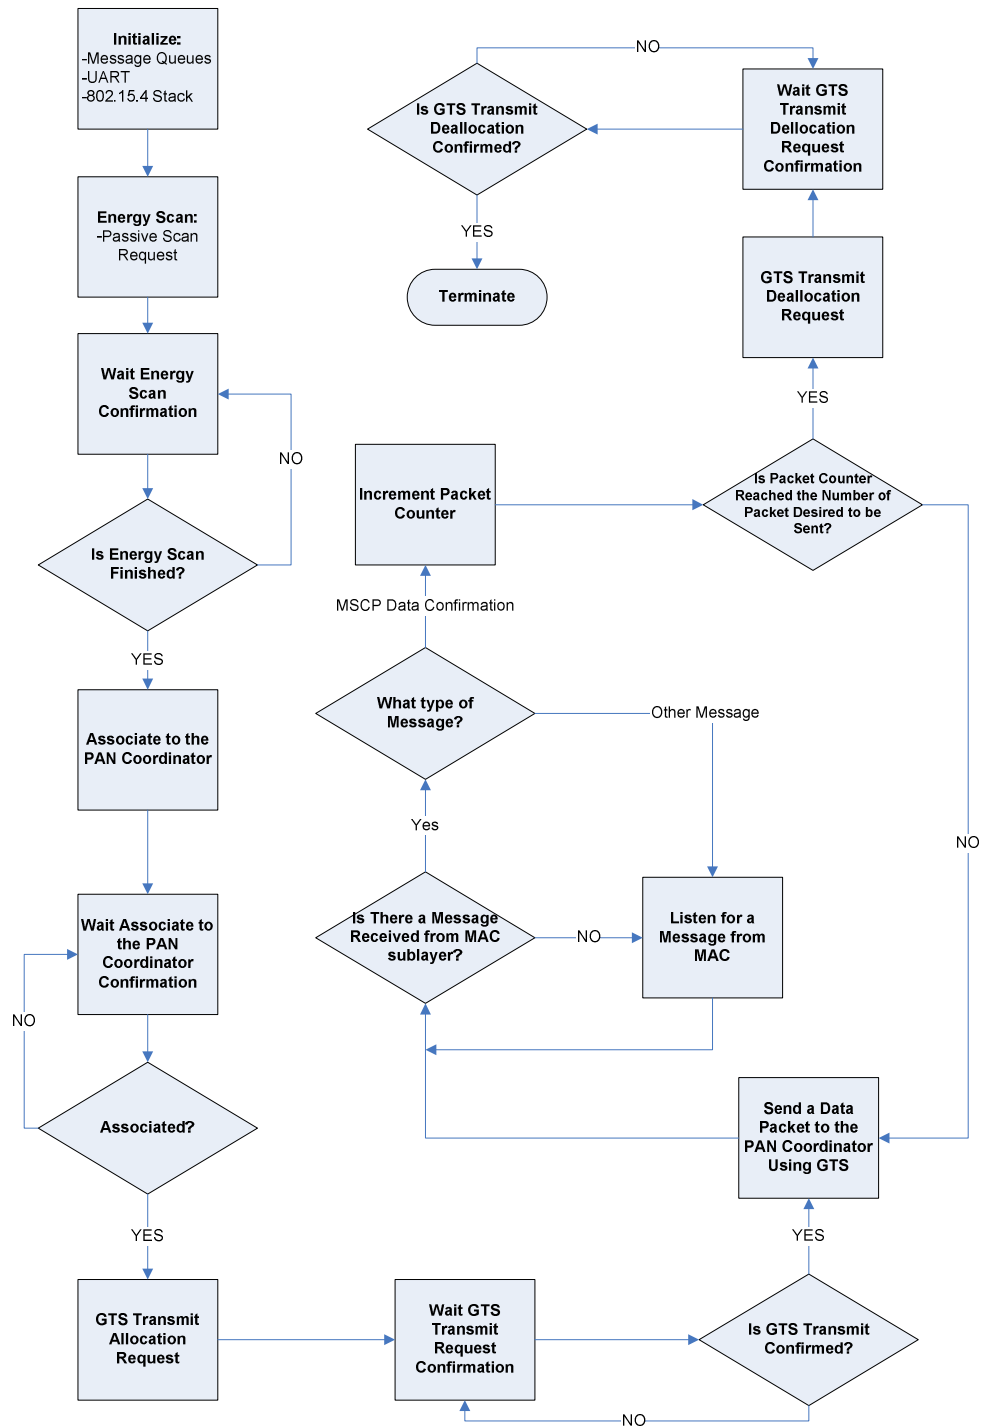 Initialize:
-Message Queues
-UART
-802.15.4 Stack
Energy Scan:
-Passive Scan
Request
Wait Energy
Scan
Confirmation
NO
Is Energy Scan
Finished?
YES
Associate to the
PAN Coordinator
Wait Associate to
the PAN
Coordinator
Confirmation
NO
Associated?
YES
GTS Transmit
Allocation
Request
Wait GTS
Transmit
Request
Confirmation
Is GTS Transmit
Confirmed?
NO
YES
Send a Data
Packet to the
PAN Coordinator
Using GTS
Is There a Message
Received from MAC
sublayer?
NO
Listen for a
Message from
MAC
Yes
What type of
Message?
Other Message
MSCP Data Confirmation
Increment Packet
Counter
Is Packet Counter
Reached the Number of
Packet Desired to be
Sent?
NO
YES
GTS Transmit
Deallocation
Request
Wait GTS
Transmit
Dellocation
Request
Confirmation
Is GTS Transmit
Deallocation
Confirmed?
NO
YES
Terminate